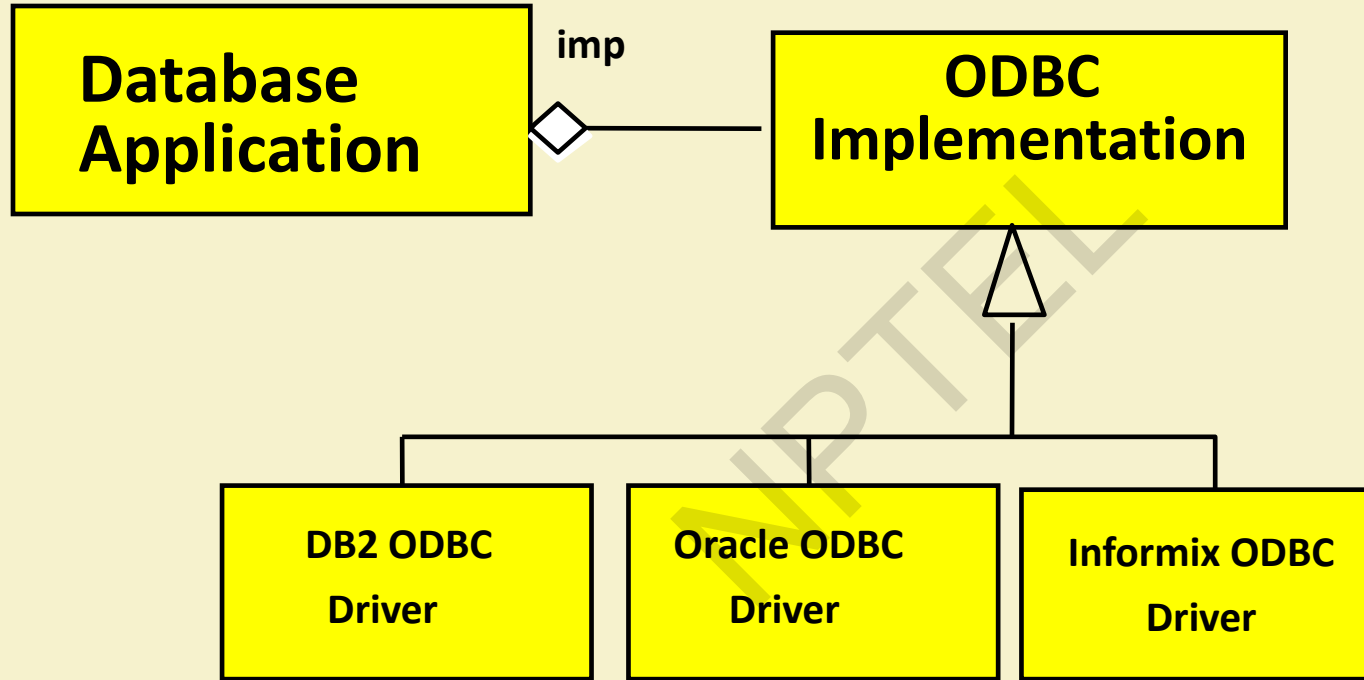 Database
Application
imp
ODBC
Implementation
NPTEL
DB2 ODBC
Driver
Oracle ODBC
Driver
Informix ODBC
Driver